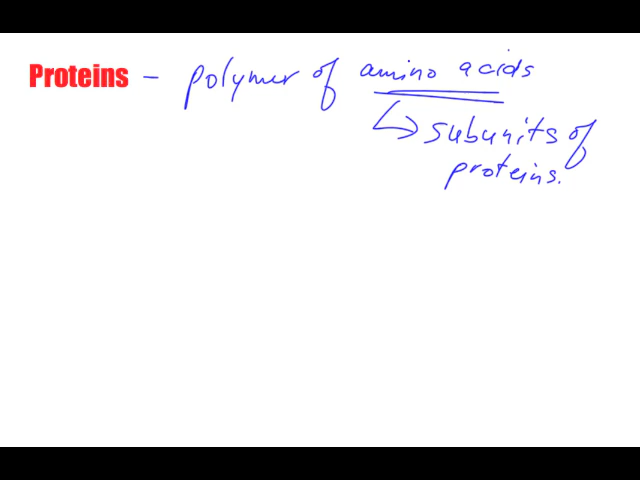 Proteins – polymer of amino acids
↳ subunits of
proteins.